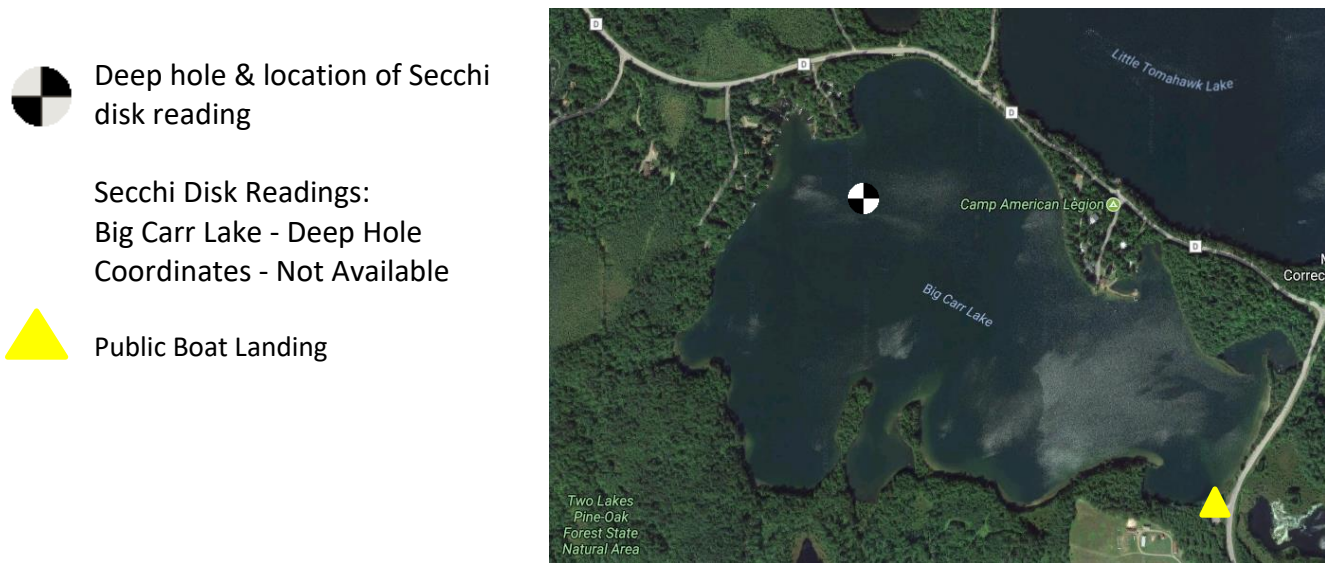 Deep hole & location of Secchi
disk reading
Secchi Disk Readings:
Big Carr Lake - Deep Hole
Coordinates - Not Available
Public Boat Landing
D
D
Little Tomahawk Lake
D
Camp American Legion
D
Big Carr Lake
Two Lakes
Pine-Oak
Forest State
Natural Area